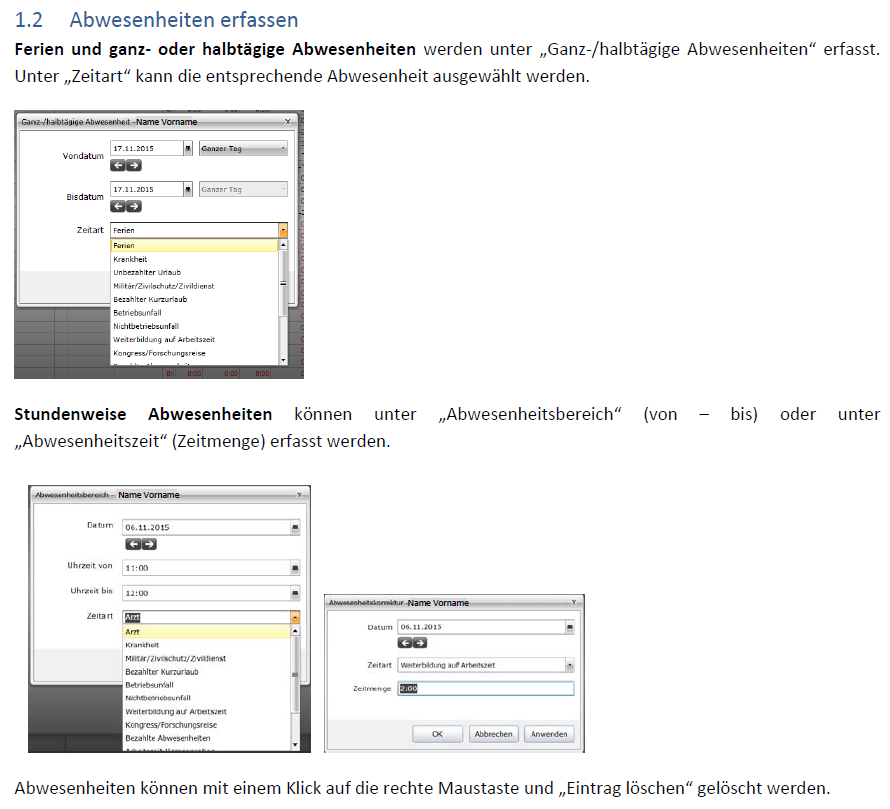 1.2 Abwesenheiten erfassen
Ferien und ganz- oder halbtägige Abwesenheiten werden unter „Ganz-/halbtägige Abwesenheiten“ erfasst.
Unter „Zeitart“ kann die entsprechende Abwesenheit ausgewählt werden.
Ganz-/halbtägige Abwesenheit - Name Vorname X
17.11.2015 Ganzer Tag
Vondatum
17.11.2015 Ganzer Tag
Bisdatum
Zeitart Ferien
Ferien
Krankheit
Unbezahlter Urlaub
Militär/Zivilschutz/Zivildienst
Bezahlter Kurzurlaub
Betriebsunfall
Nichtbetriebsunfall
Weiterbildung auf Arbeitszeit
Kongress/Forschungsreise
0:00 0:00 0:00
Stundenweise Abwesenheiten können unter „Abwesenheitsbereich“ (von – bis) oder unter
„Abwesenheitszeit“ (Zeitmenge) erfasst werden.
Abwesenheitsbereich - Name Vorname X
Datum 06.11.2015
Uhrzeit von 11:00
Uhrzeit bis 12:00
Zeitart Arzt
Arzt
Krankheit
Militär/Zivilschutz/Zivildienst
Bezahlter Kurzurlaub
Betriebsunfall
Nichtbetriebsunfall
Weiterbildung auf Arbeitszeit
Kongress/Forschungsreise
Bezahlte Abwesenheiten
Abwesenheitskorrektur - Name Vorname X
Datum 06.11.2015
Zeitart Weiterbildung auf Arbeitszeit
Zeitmenge 2:00
OK Abbrechen Anwenden
Abwesenheiten können mit einem Klick auf die rechte Maustaste und „Eintrag löschen“ gelöscht werden.